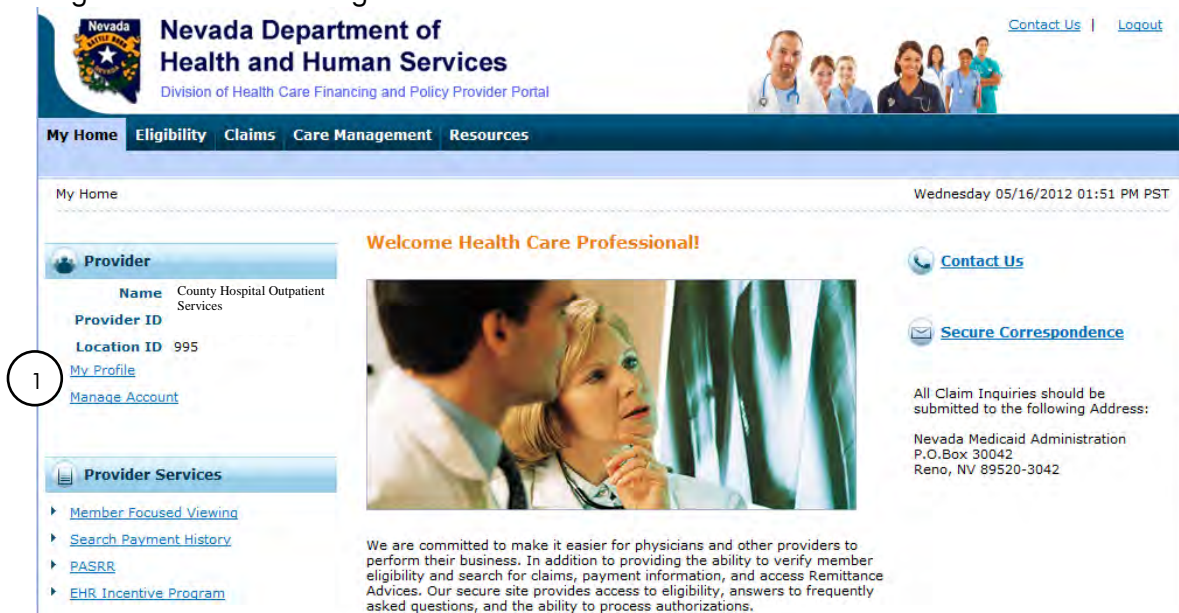 Nevada
BATTLE BORN
NEVADA
Nevada Department of
Health and Human Services
Division of Health Care Financing and Policy Provider Portal
Contact Us | Logout
My Home Eligibility Claims Care Management Resources
My Home
Wednesday 05/16/2012 01:51 PM PST
Provider
Name County Hospital Outpatient
Services
Provider ID
Location ID 995
1
My Profile
Manage Account
Provider Services
Member Focused Viewing
Search Payment History
PASRR
EHR Incentive Program
Welcome Health Care Professional!
We are committed to make it easier for physicians and other providers to
perform their business. In addition to providing the ability to verify member
eligibility and search for claims, payment information, and access Remittance
Advices. Our secure site provides access to eligibility, answers to frequently
asked questions, and the ability to process authorizations.
Contact Us
Secure Correspondence
All Claim Inquiries should be
submitted to the following Address:
Nevada Medicaid Administration
P.O.Box 30042
Reno, NV 89520-3042